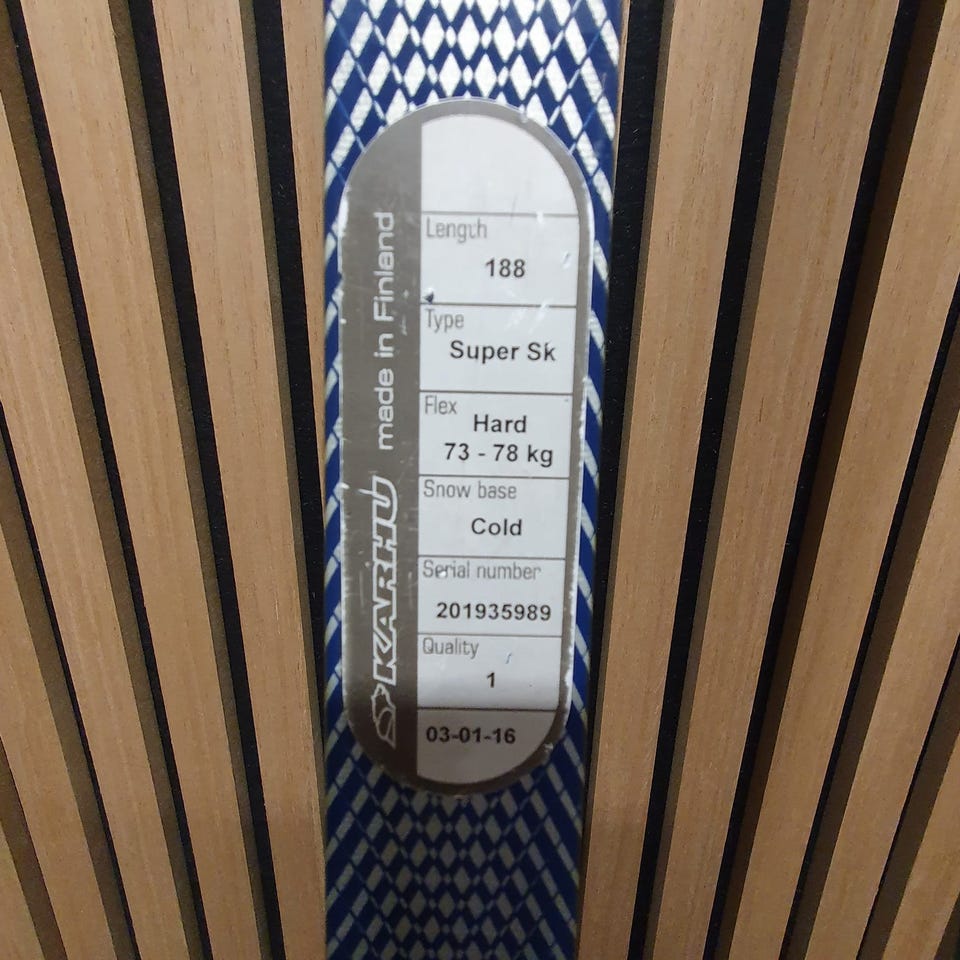 Length
188
Type
Super Sk
Flex
Hard
73 - 78 kg
Snow base
Cold
Serial number
201935989
Quality
1
03-01-16
KARHU made in Finland